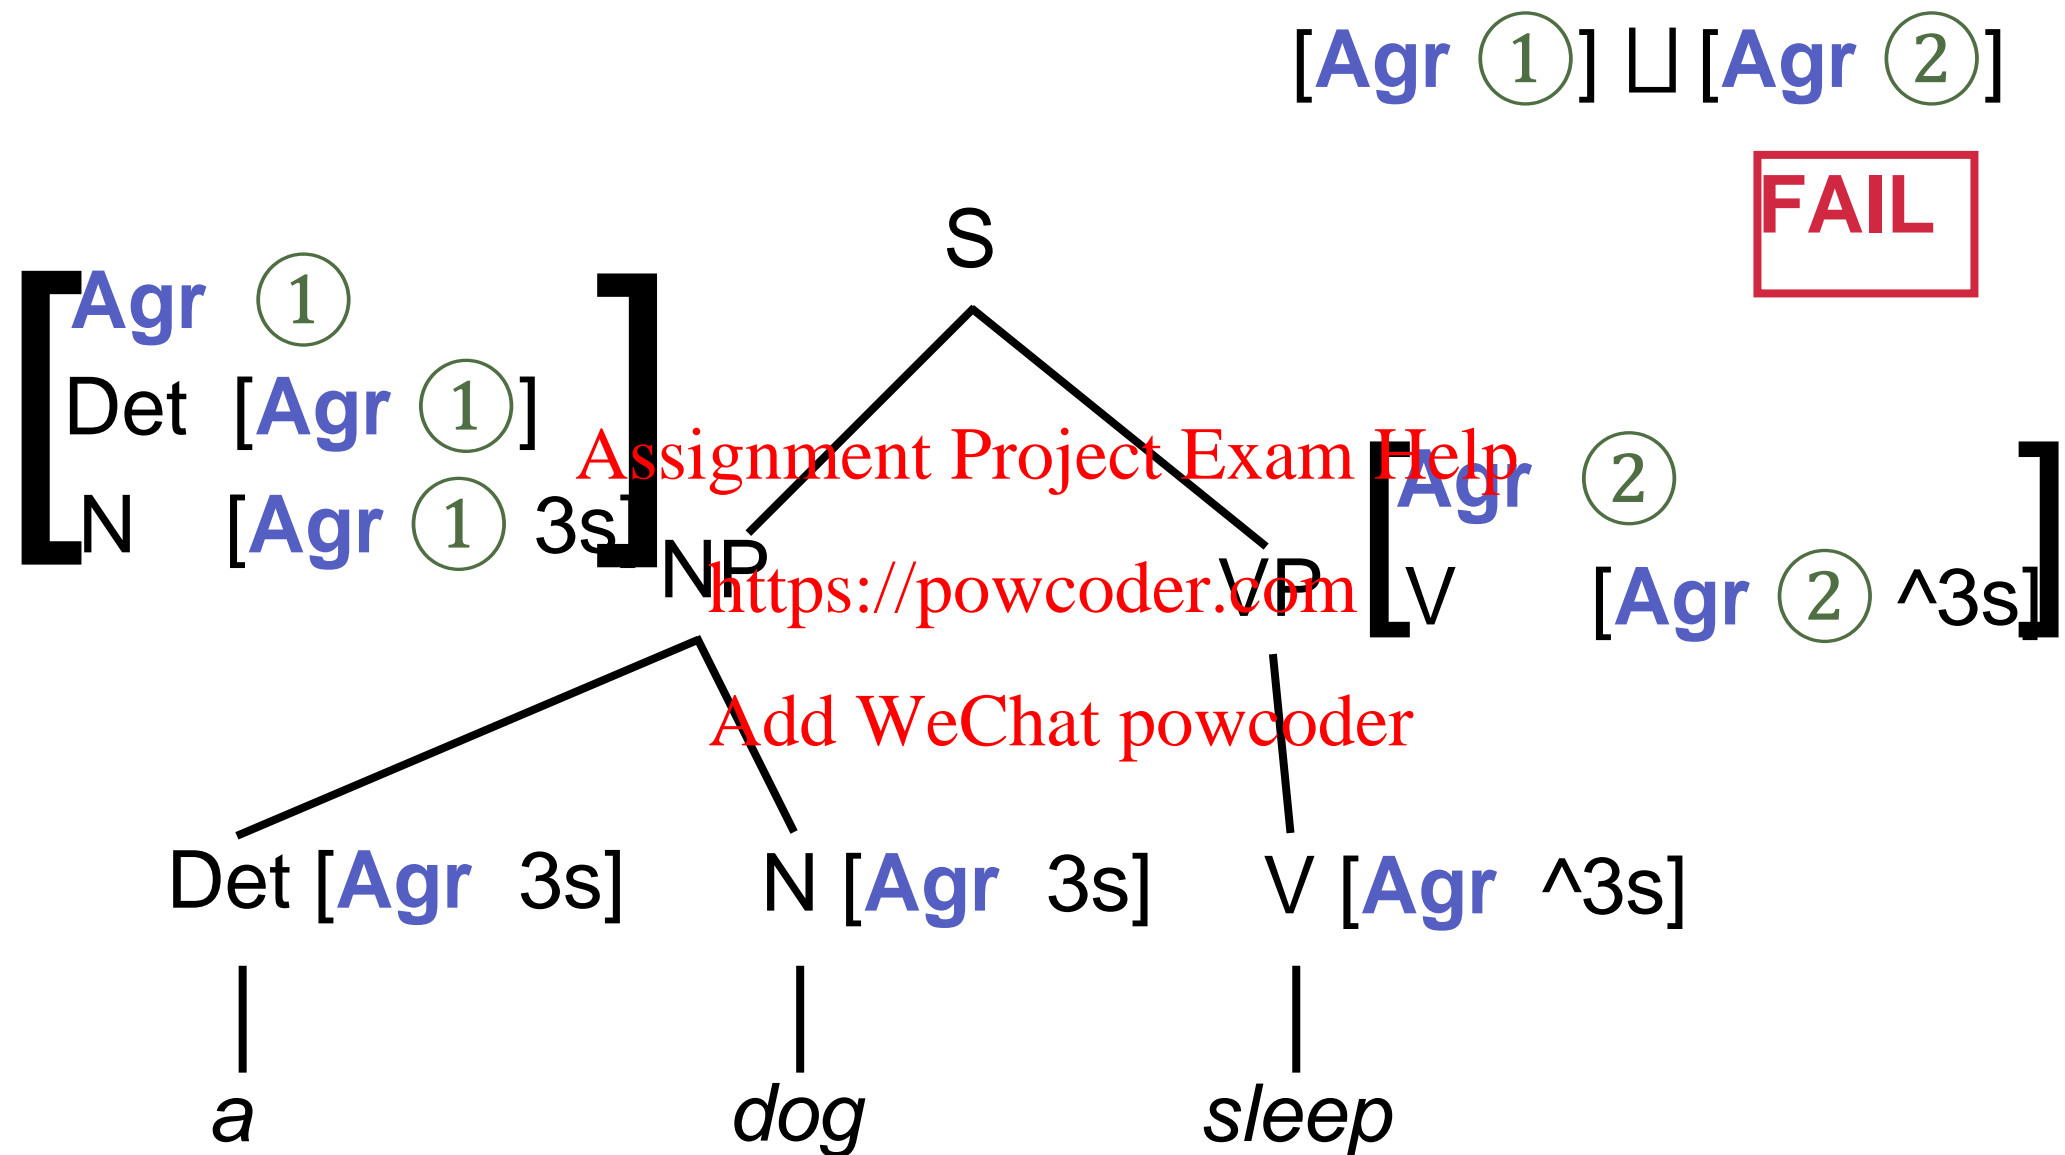 [Agr ①] ⊔ [Agr ②]
FAIL
S
Agr ①
Det [Agr ①]
N [Agr ① 3s]
Assignment Project Exam Help
Agr ②
V [Agr ② ^3s]
NP
VP
https://powcoder.com
Add WeChat powcoder
Det [Agr 3s]
N [Agr 3s]
V [Agr ^3s]
a
dog
sleep